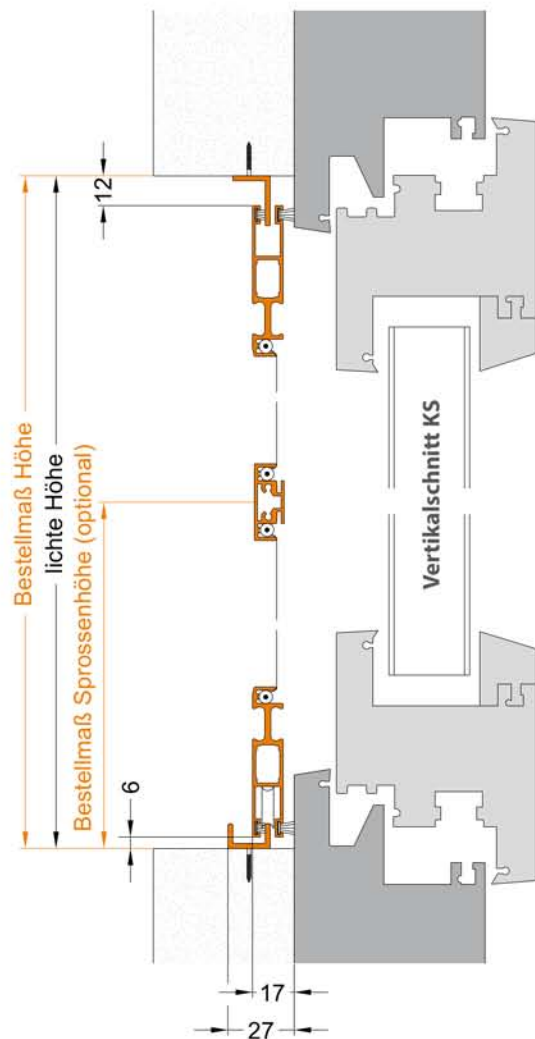 12
Bestellmaß Höhe
lichte Höhe
Bestellmaß Sprossenhöhe (optional)
Vertikalschnitt KS
6
17
27